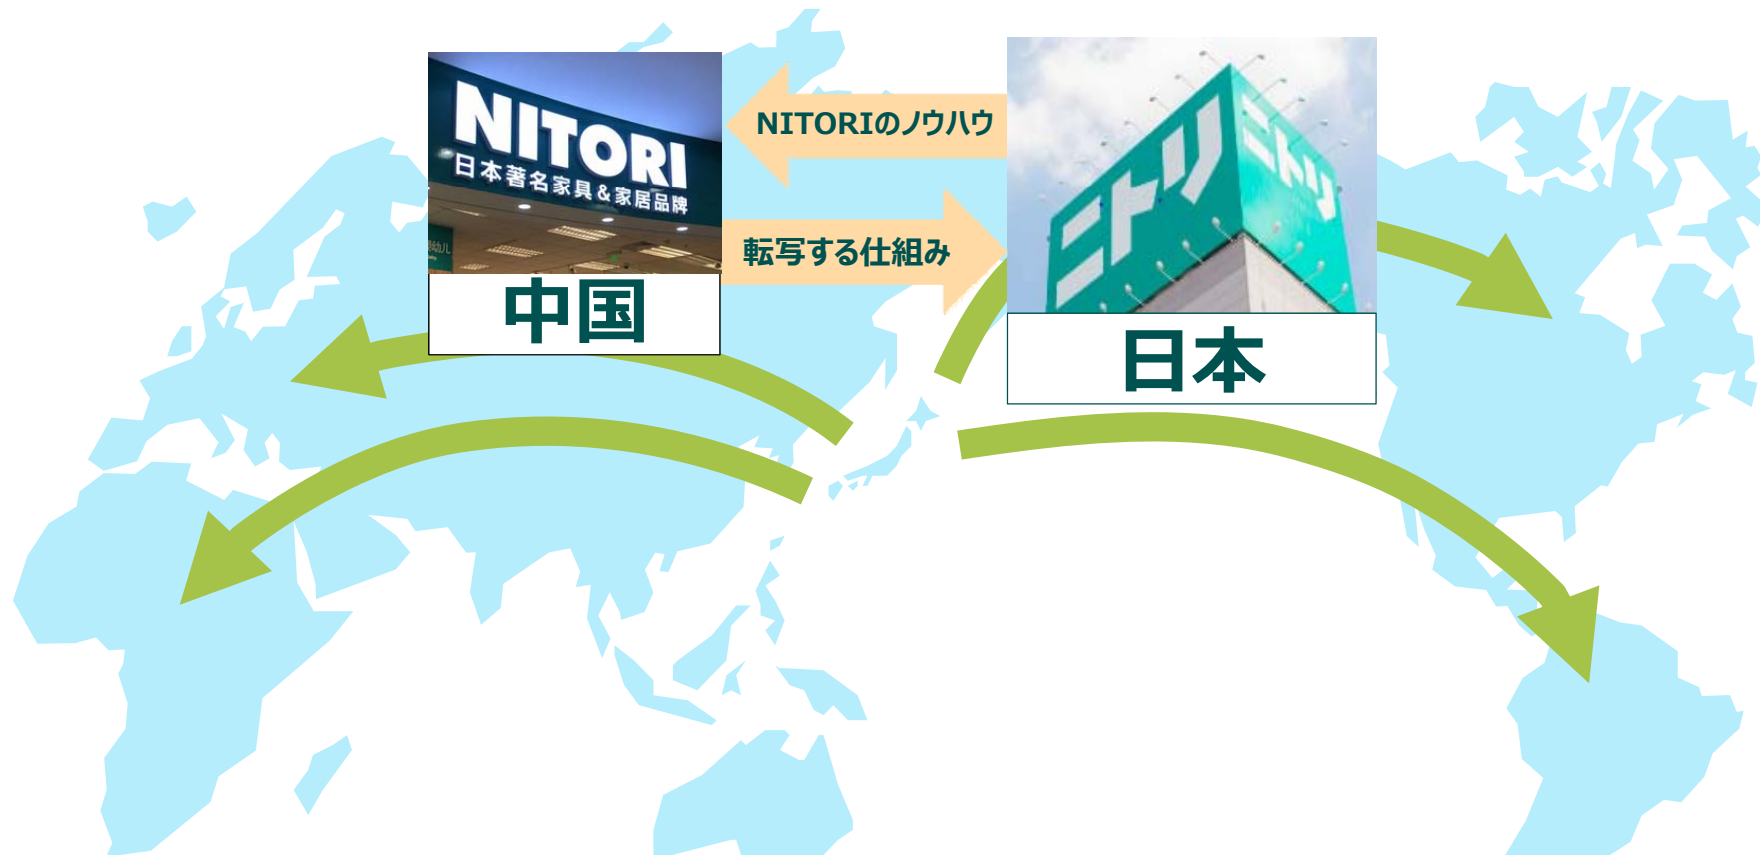 NITORI
日本著名家具&家居品牌
中国
NITORIのノウハウ
転写する仕組み
ニトリ
ニトリ
日本